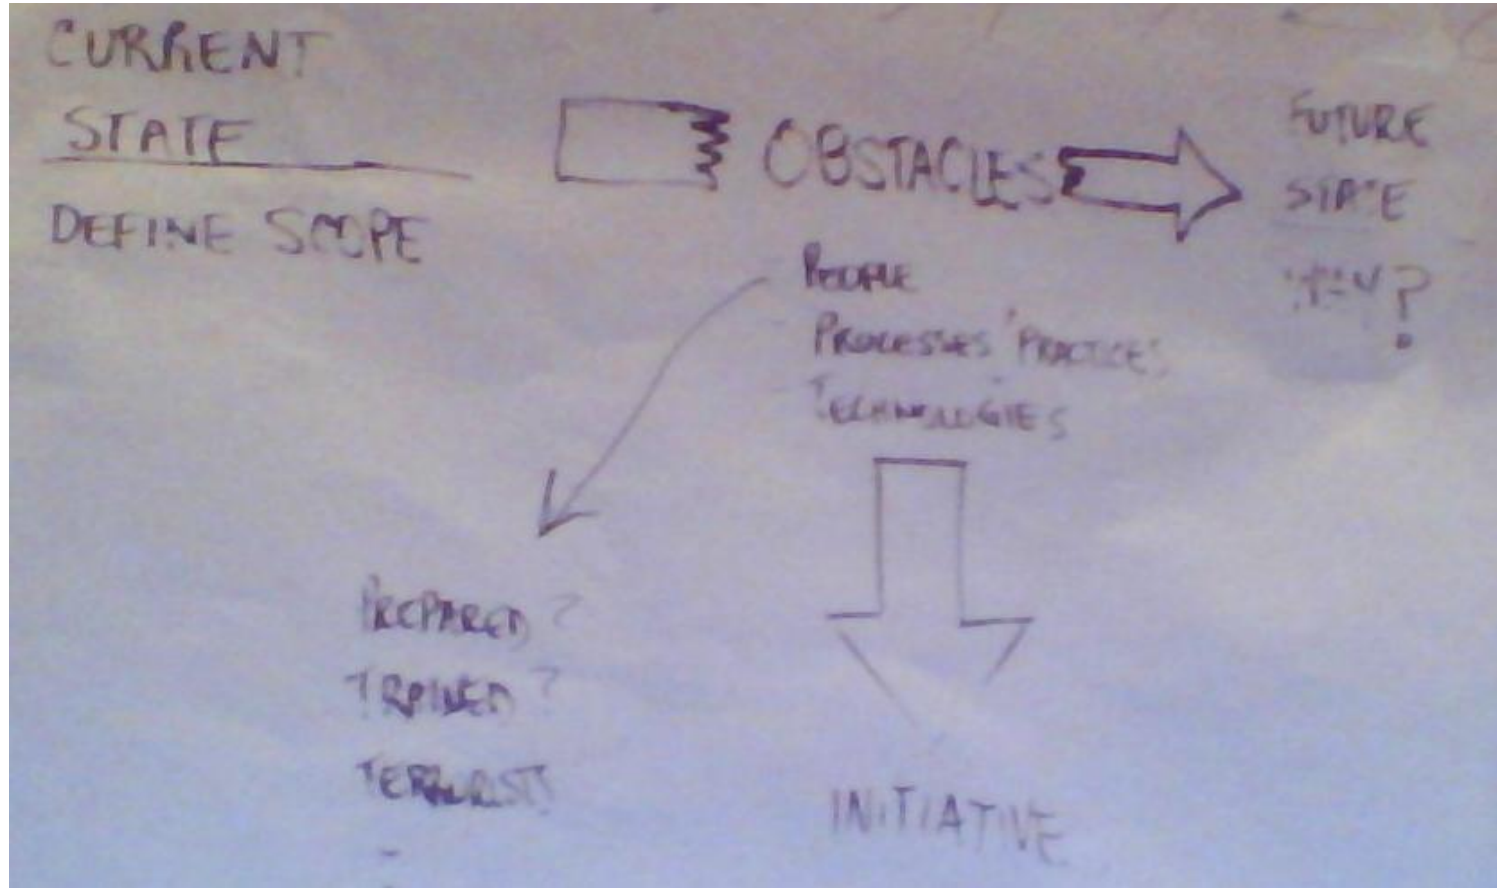 CURRENT
STATE
DEFINE SCOPE
OBSTACLES
FUTURE
STATE
?
PEOPLE
PROCESSES PRACTICES
TECHNOLOGIES
PREPARED?
TRAINED?
TERRORIST!
INITIATIVE